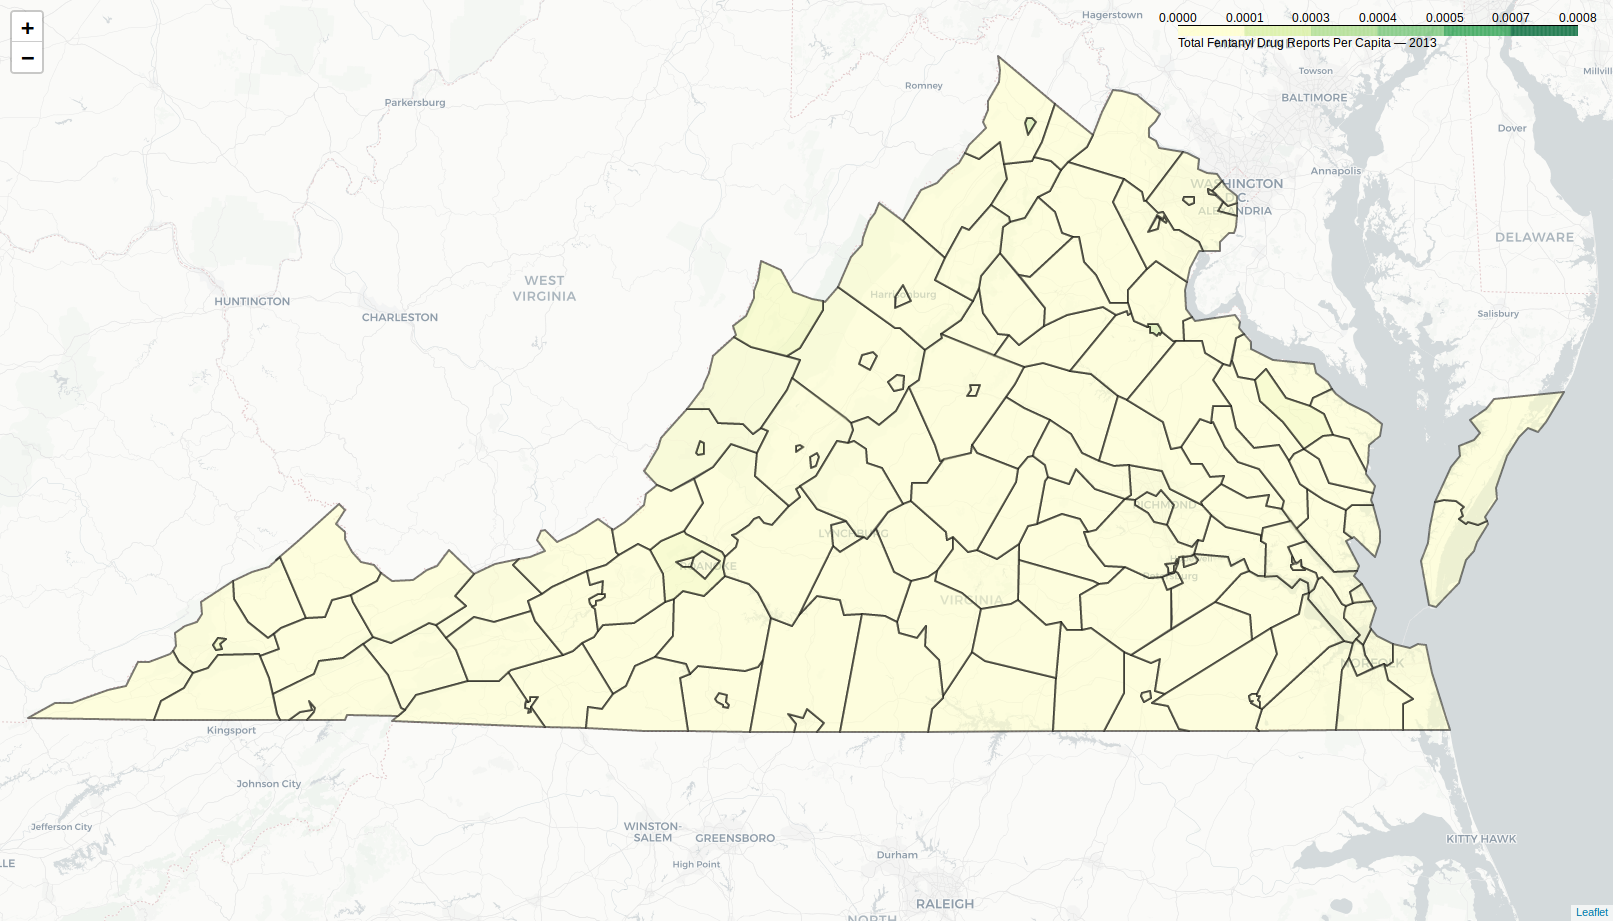 +
−
0.0000 0.0001 0.0003 0.0004 0.0005 0.0007 0.0008
Total Fentanyl Drug Reports Per Capita — 2013
Hagerstown
Towson
Millvill
Romney
BALTIMORE
Parkersburg
Dover
Annapolis
WASHINGTON
D.C.
ALEXANDRIA
DELAWARE
WEST
VIRGINIA
Harrisonburg
HUNTINGTON
CHARLESTON
Salisbury
RICHMOND
LYNCHBURG
Hopewell
ROANOKE
Petersburg
VIRGINIA
NORFOLK
Kingsport
Johnson City
Jefferson City
WINSTON-
SALEM
GREENSBORO
KITTY HAWK
High Point
Durham
LLE
RALEIGH
NORTH
Leaflet